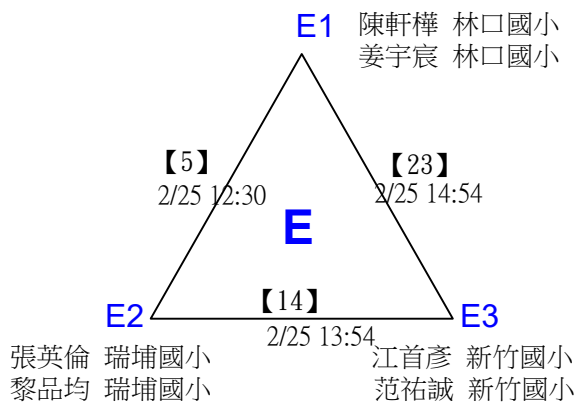 E1
陳軒樺 林口國小
姜宇宸 林口國小
【5】
2/25 12:30
【23】
2/25 14:54
E
E2
【14】
2/25 13:54
E3
張英倫 瑞埔國小
黎品均 瑞埔國小
江首彥 新竹國小
范祐誠 新竹國小